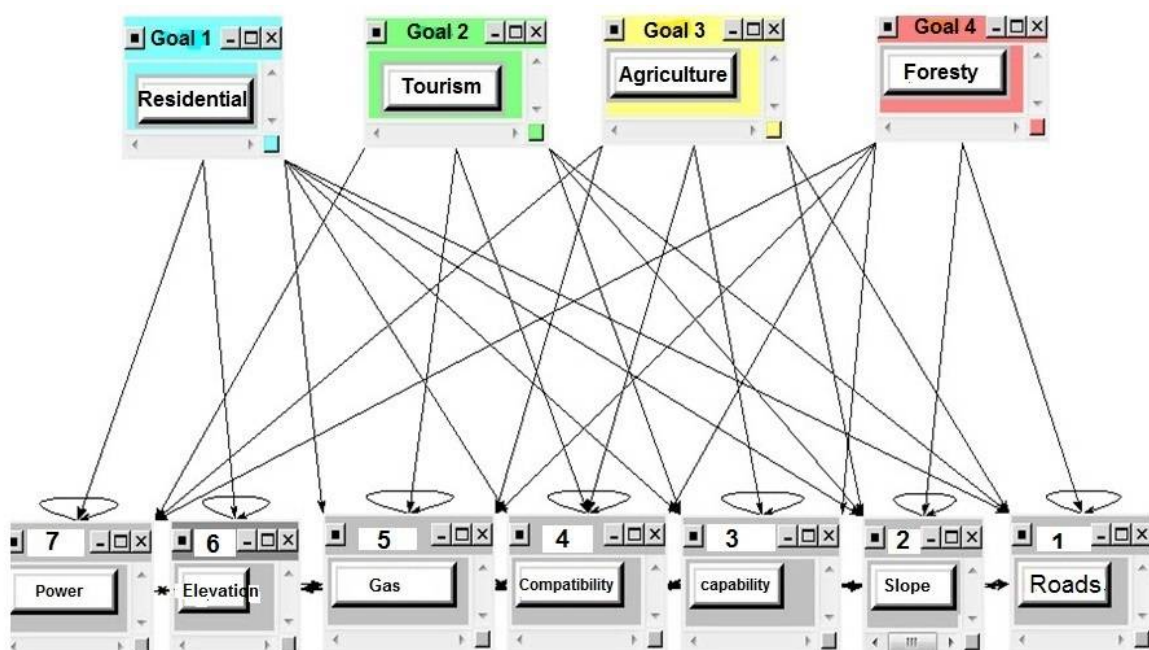 Goal 1
Goal 2
Goal 3
Goal 4
Residential
Tourism
Agriculture
Foresty
7
6
5
4
3
2
1
Power
Elevation
Gas
Compatibility
capability
Slope
Roads